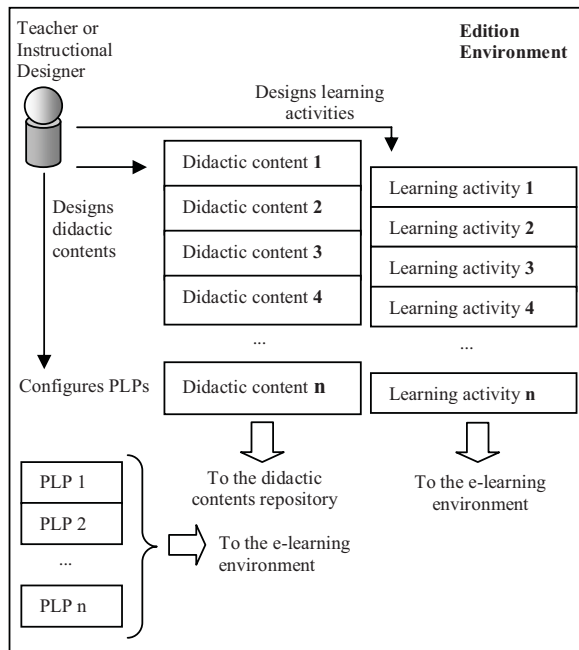 Teacher or
Instructional
Designer
Edition
Environment
Designs learning
activities
Designs
didactic
contents
Didactic content 1
Didactic content 2
Didactic content 3
Didactic content 4
...
Didactic content n
Learning activity 1
Learning activity 2
Learning activity 3
Learning activity 4
...
Learning activity n
Configures PLPs
To the didactic
contents repository
To the e-learning
environment
PLP 1
PLP 2
...
PLP n
To the e-learning
environment